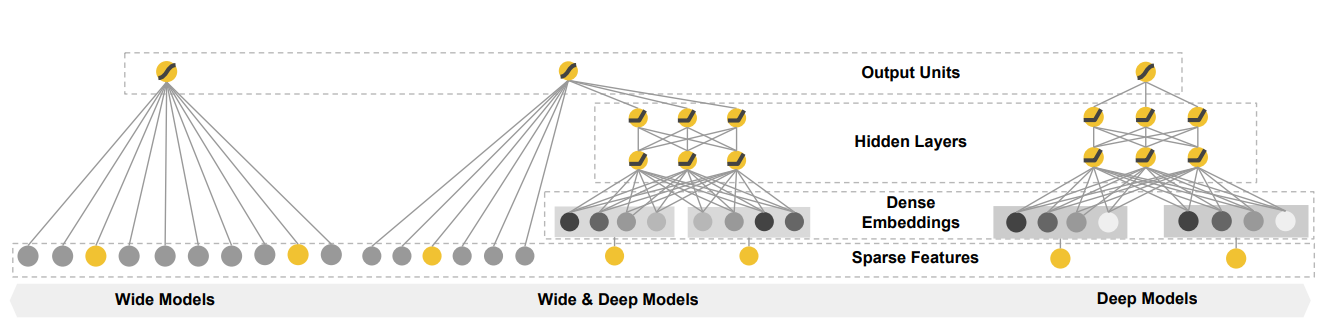 Output Units
Hidden Layers
Dense
Embeddings
Sparse Features
Wide Models
Wide & Deep Models
Deep Models